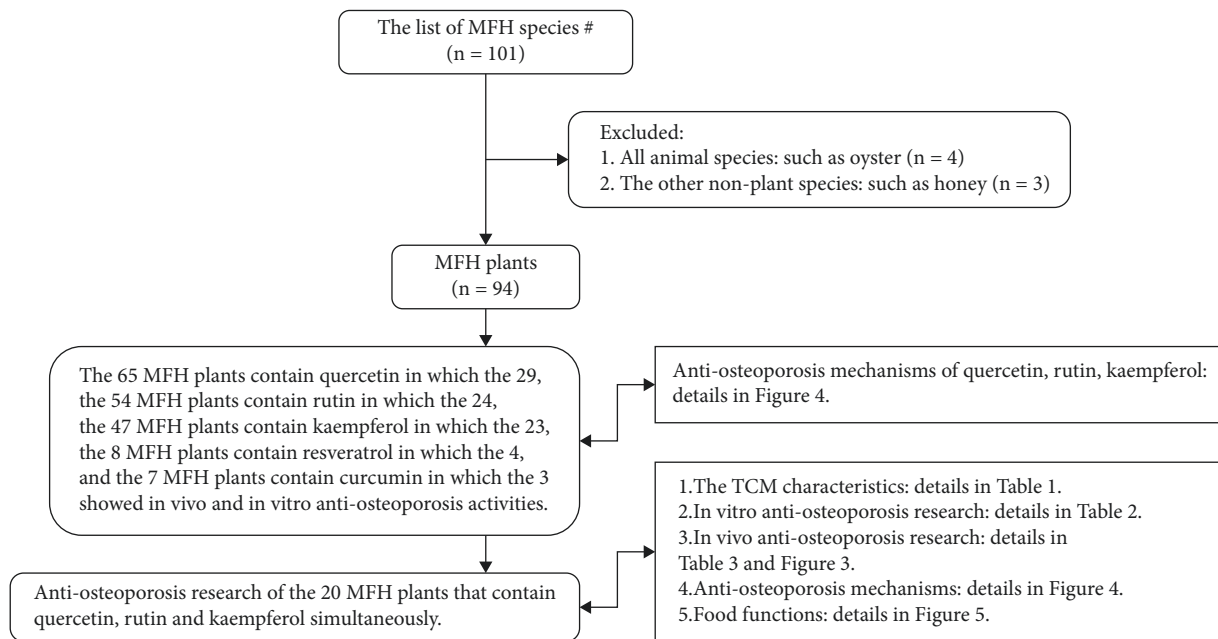 The list of MFH species #
(n = 101)
Excluded:
1. All animal species: such as oyster (n = 4)
2. The other non-plant species: such as honey (n = 3)
MFH plants
(n = 94)
The 65 MFH plants contain quercetin in which the 29,
the 54 MFH plants contain rutin in which the 24,
the 47 MFH plants contain kaempferol in which the 23,
the 8 MFH plants contain resveratrol in which the 4,
and the 7 MFH plants contain curcumin in which the 3
showed in vivo and in vitro anti-osteoporosis activities.
Anti-osteoporosis mechanisms of quercetin, rutin, kaempferol:
details in Figure 4.
Anti-osteoporosis research of the 20 MFH plants that contain
quercetin, rutin and kaempferol simultaneously.
1.The TCM characteristics: details in Table 1.
2.In vitro anti-osteoporosis research: details in Table 2.
3.In vivo anti-osteoporosis research: details in
Table 3 and Figure 3.
4.Anti-osteoporosis mechanisms: details in Figure 4.
5.Food functions: details in Figure 5.